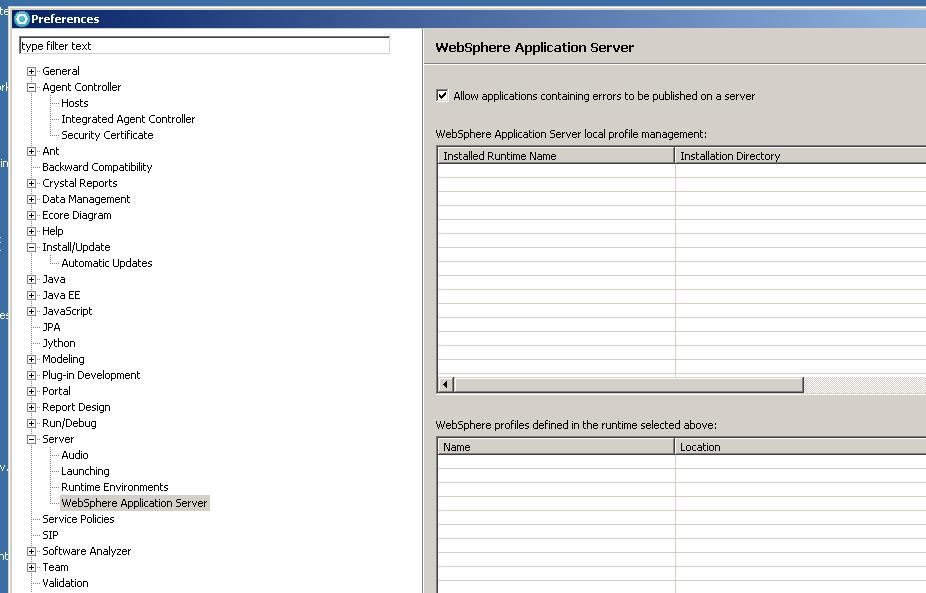 Preferences
type filter text
General
Agent Controller
Hosts
Integrated Agent Controller
Security Certificate
Ant
Backward Compatibility
Crystal Reports
Data Management
Ecore Diagram
Help
Install/Update
Automatic Updates
Java
Java EE
JavaScript
JPA
Jython
Modeling
Plug-in Development
Portal
Report Design
Run/Debug
Server
Audio
Launching
Runtime Environments
WebSphere Application Server
Service Policies
SIP
Software Analyzer
Team
Validation
WebSphere Application Server
Allow applications containing errors to be published on a server
WebSphere Application Server local profile management:
Installed Runtime Name Installation Directory
WebSphere profiles defined in the runtime selected above:
Name Location